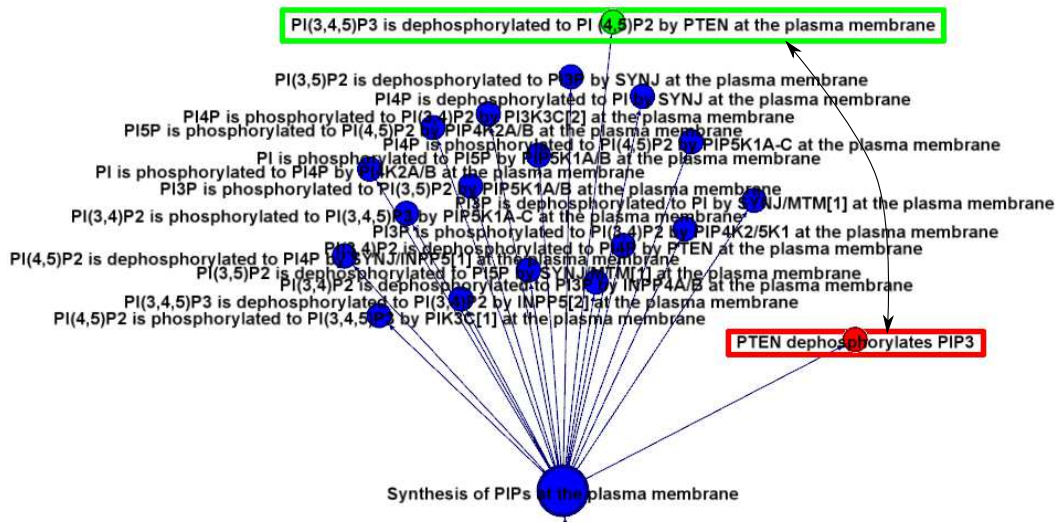 PI(3,4,5)P3 is dephosphorylated to PI (4,5)P2 by PTEN at the plasma membrane
PI(3,5)P2 is dephosphorylated to PI3P by SYNJ at the plasma membrane
PI4P is dephosphorylated to PI by SYNJ at the plasma membrane
PI4P is phosphorylated to PI(3,4)P2 by PI3K3C[2] at the plasma membrane
PI5P is phosphorylated to PI(4,5)P2 by PIP4K2A/B at the plasma membrane
PI4P is phosphorylated to PI(4,5)P2 by PIP5K1A-C at the plasma membrane
PI is phosphorylated to PI5P by PIP5K1A/B at the plasma membrane
PI is phosphorylated to PI4P by PI4K2A/B at the plasma membrane
PI3P is phosphorylated to PI(3,5)P2 by PIP5K1A/B at the plasma membrane
PI3P is dephosphorylated to PI by SYNJ/MTM[1] at the plasma membrane
PI(3,4)P2 is phosphorylated to PI(3,4,5)P3 by PIP5K1A-C at the plasma membrane
PI3P is phosphorylated to PI(3,4)P2 by PIP4K2/5K1 at the plasma membrane
PI(3,4)P2 is dephosphorylated to PI4P by PTEN at the plasma membrane
PI(4,5)P2 is dephosphorylated to PI4P by SYNJ/INPP5[1] at the plasma membrane
PI(3,5)P2 is dephosphorylated to PI5P by SYNJ/MTM[1] at the plasma membrane
PI(3,4)P2 is dephosphorylated to PI3P by INPP4A/B at the plasma membrane
PI(3,4,5)P3 is dephosphorylated to PI(3,4)P2 by INPP5[2] at the plasma membrane
PI(4,5)P2 is phosphorylated to PI(3,4,5)P3 by PIK3C[1] at the plasma membrane
PTEN dephosphorylates PIP3
Synthesis of PIPs at the plasma membrane